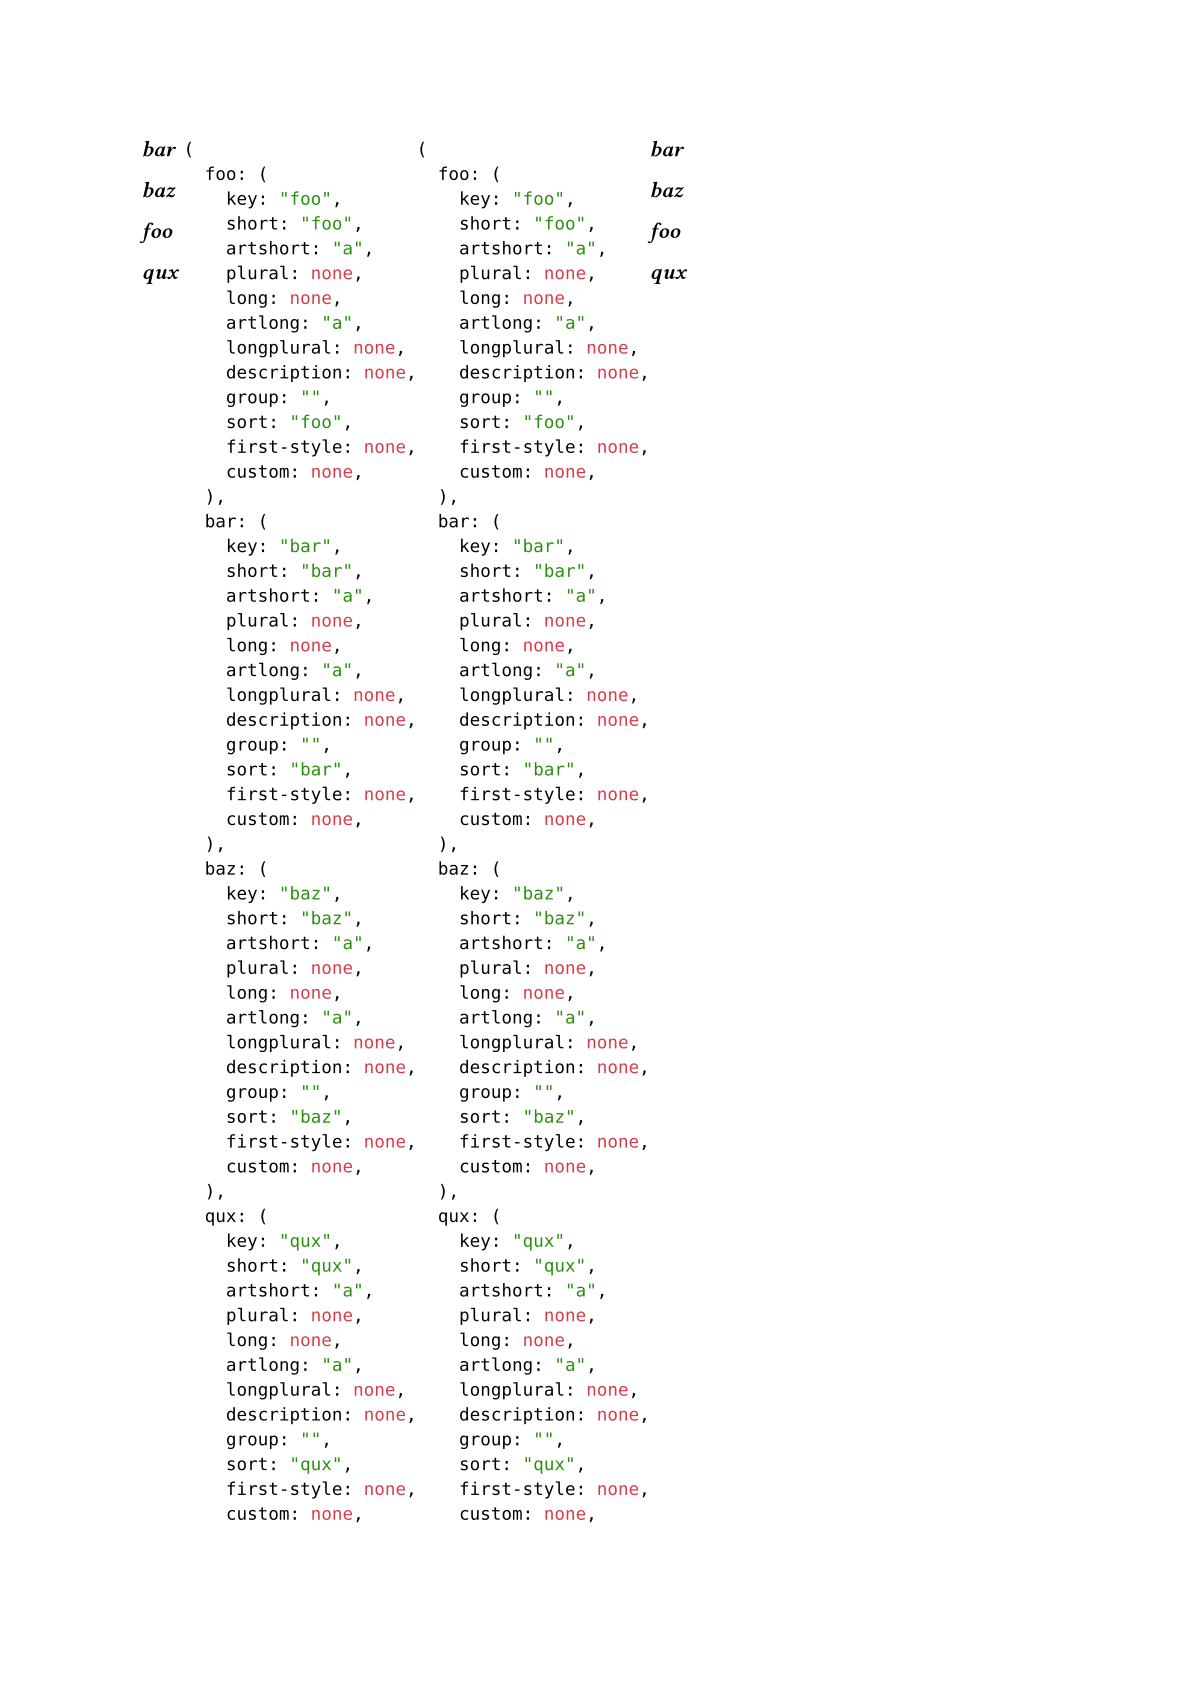 bar
baz
foo
qux
(
  foo: (
    key: "foo",
    short: "foo",
    artshort: "a",
    plural: none,
    long: none,
    artlong: "a",
    longplural: none,
    description: none,
    group: "",
    sort: "foo",
    first-style: none,
    custom: none,
  ),
  bar: (
    key: "bar",
    short: "bar",
    artshort: "a",
    plural: none,
    long: none,
    artlong: "a",
    longplural: none,
    description: none,
    group: "",
    sort: "bar",
    first-style: none,
    custom: none,
  ),
  baz: (
    key: "baz",
    short: "baz",
    artshort: "a",
    plural: none,
    long: none,
    artlong: "a",
    longplural: none,
    description: none,
    group: "",
    sort: "baz",
    first-style: none,
    custom: none,
  ),
  qux: (
    key: "qux",
    short: "qux",
    artshort: "a",
    plural: none,
    long: none,
    artlong: "a",
    longplural: none,
    description: none,
    group: "",
    sort: "qux",
    first-style: none,
    custom: none,
(
  foo: (
    key: "foo",
    short: "foo",
    artshort: "a",
    plural: none,
    long: none,
    artlong: "a",
    longplural: none,
    description: none,
    group: "",
    sort: "foo",
    first-style: none,
    custom: none,
  ),
  bar: (
    key: "bar",
    short: "bar",
    artshort: "a",
    plural: none,
    long: none,
    artlong: "a",
    longplural: none,
    description: none,
    group: "",
    sort: "bar",
    first-style: none,
    custom: none,
  ),
  baz: (
    key: "baz",
    short: "baz",
    artshort: "a",
    plural: none,
    long: none,
    artlong: "a",
    longplural: none,
    description: none,
    group: "",
    sort: "baz",
    first-style: none,
    custom: none,
  ),
  qux: (
    key: "qux",
    short: "qux",
    artshort: "a",
    plural: none,
    long: none,
    artlong: "a",
    longplural: none,
    description: none,
    group: "",
    sort: "qux",
    first-style: none,
    custom: none,
bar
baz
foo
qux